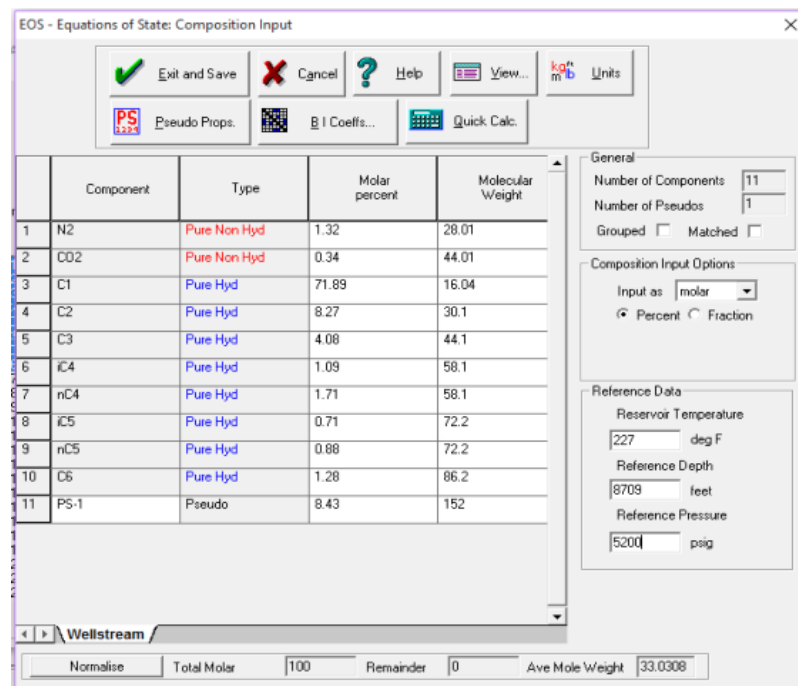 EOS - Equations of State: Composition Input
Exit and Save Cancel ? Help View... kg ft m lb Units
PS 1234 Pseudo Props. B I Coeffs... Quick Calc.
Component Type Molar percent Molecular Weight
1 N2 Pure Non Hyd 1.32 28.01
2 CO2 Pure Non Hyd 0.34 44.01
3 C1 Pure Hyd 71.89 16.04
4 C2 Pure Hyd 8.27 30.1
5 C3 Pure Hyd 4.08 44.1
6 iC4 Pure Hyd 1.09 58.1
7 nC4 Pure Hyd 1.71 58.1
8 iC5 Pure Hyd 0.71 72.2
9 nC5 Pure Hyd 0.88 72.2
10 C6 Pure Hyd 1.28 86.2
11 PS-1 Pseudo 8.43 152
General
Number of Components 11
Number of Pseudos 1
Grouped Matched
Composition Input Options
Input as molar
Percent Fraction
Reference Data
Reservoir Temperature
227 deg F
Reference Depth
8709 feet
Reference Pressure
5200 psig
Wellstream
Normalise Total Molar 100 Remainder 0 Ave Mole Weight 33.0308